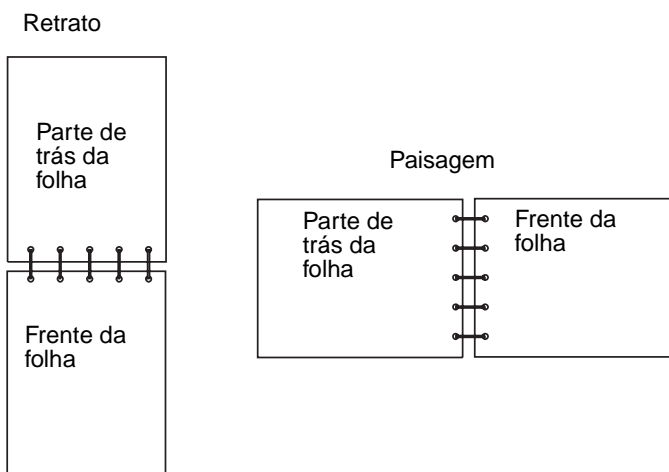 Retrato
Parte de
trás da
folha
Frente da
folha
Paisagem
Parte de
trás da
folha
Frente da
folha